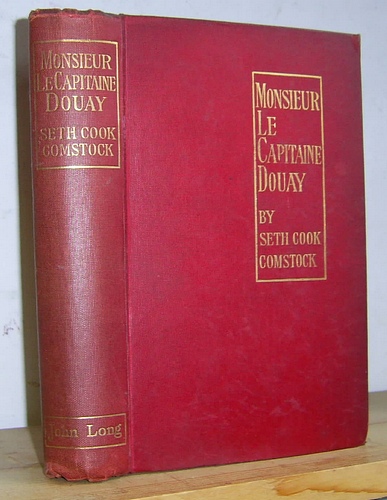 MONSIEUR
LE CAPITAINE
DOUAY
SETH COOK
COMSTOCK
John Long
MONSIEUR
LE
CAPITAINE
DOUAY
BY
SETH COOK
COMSTOCK